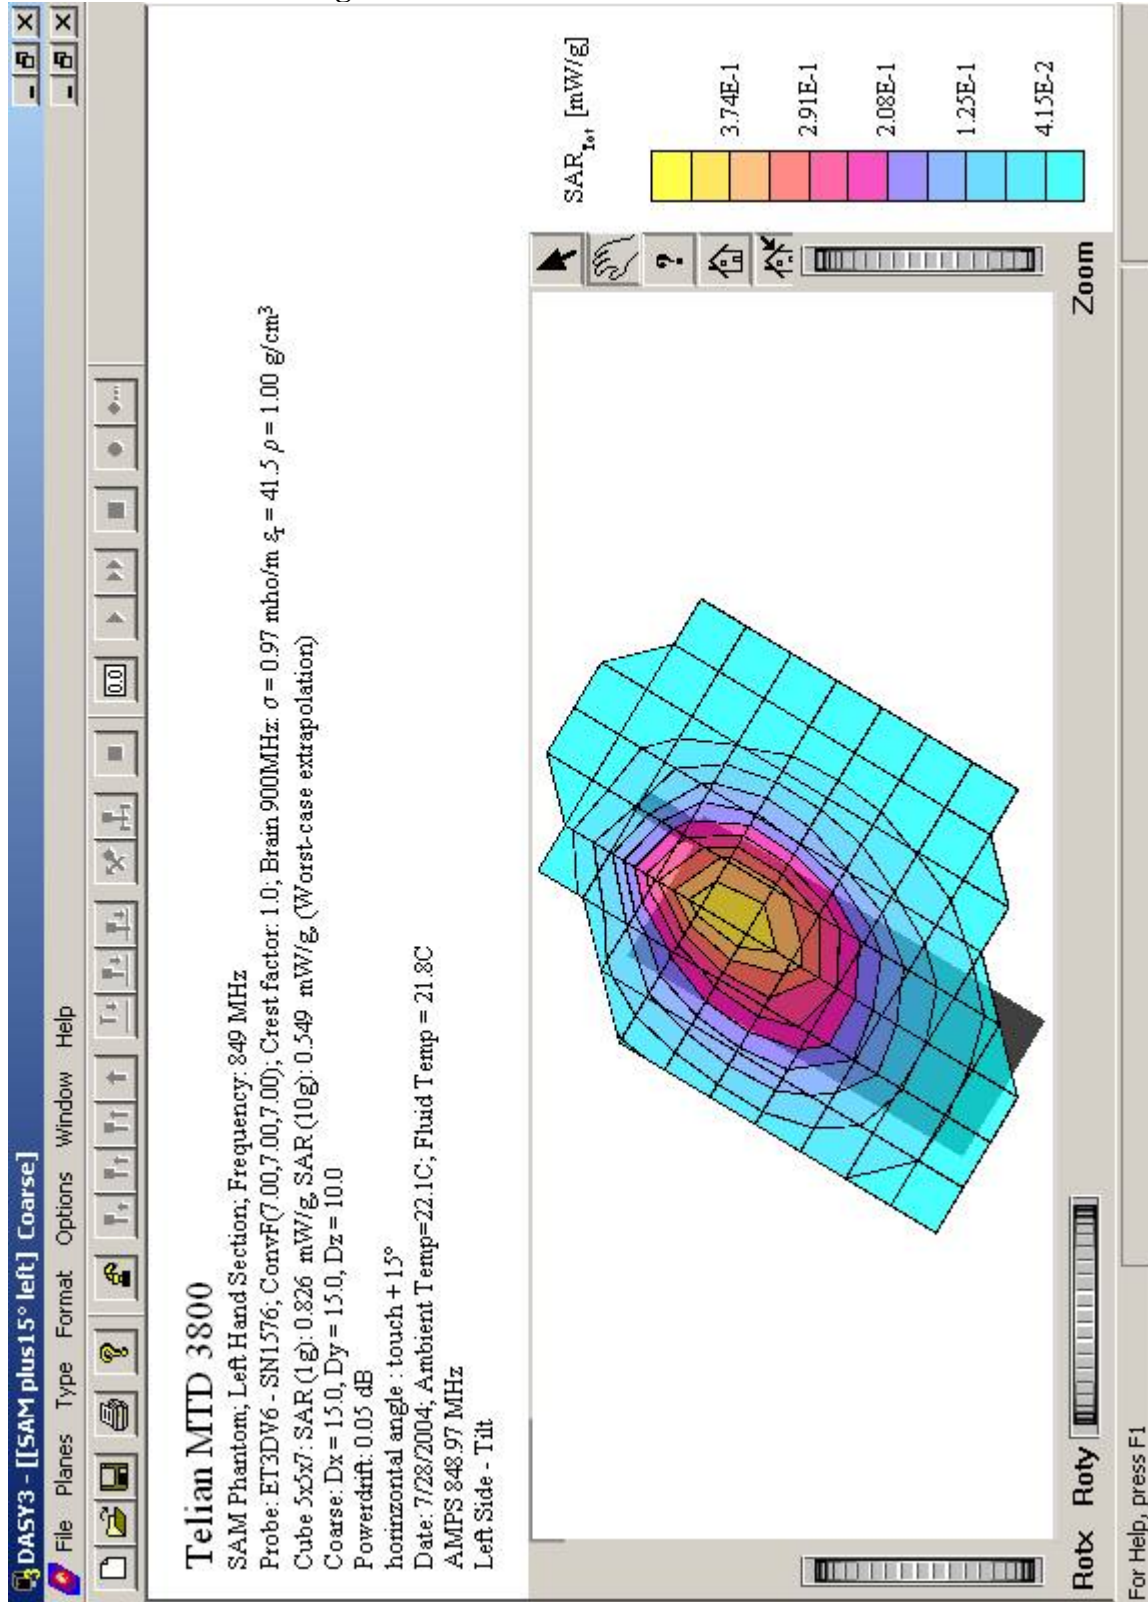 DASY3 - [[SAM plus15° left] Coarse]
File Planes Type Format Options Window Help
0.0
Telian MTD 3800
SAM Phantom; Left Hand Section; Frequency: 849 MHz
Probe: ET3DV6 - SN1576; ConvF(7.00,7.00,7.00); Crest factor: 1.0; Brain 900MHz: σ = 0.97 mho/m εr = 41.5 ρ = 1.00 g/cm³
Cube 5x5x7: SAR (1g): 0.826 mW/g, SAR (10g): 0.549 mW/g, (Worst-case extrapolation)
Coarse: Dx = 15.0, Dy = 15.0, Dz = 10.0
Powerdrift: 0.05 dB
horinzontal angle : touch + 15°
Date: 7/28/2004; Ambient Temp=22.1C; Fluid Temp = 21.8C
AMPS 848.97 MHz
Left Side - Tilt
SARTot [mW/g]
3.74E-1
2.91E-1
2.08E-1
1.25E-1
4.15E-2
Rotx Roty Zoom
For Help, press F1